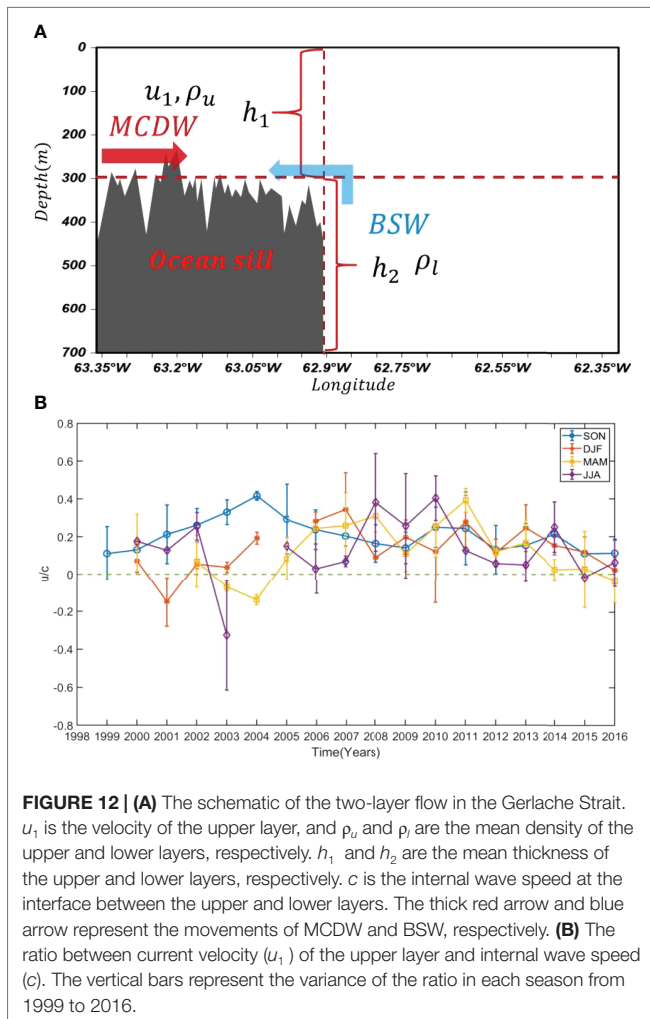 A
0
100
200
300
400
500
600
700
Depth(m)
u1, ρu
MCDW
h1
BSW
Ocean sill
h2 ρl
63.35°W 63.2°W 63.05°W 62.9°W 62.75°W 62.55°W 62.35°W
Longitude
B
0.8
0.6
0.4
0.2
0
-0.2
-0.4
-0.6
-0.8
u/c
SON
DJF
MAM
JJA
1998 1999 2000 2001 2002 2003 2004 2005 2006 2007 2008 2009 2010 2011 2012 2013 2014 2015 2016
Time(Years)
FIGURE 12 | (A) The schematic of the two-layer flow in the Gerlache Strait.
u1 is the velocity of the upper layer, and ρu and ρl are the mean density of the
upper and lower layers, respectively. h1 and h2 are the mean thickness of
the upper and lower layers, respectively. c is the internal wave speed at the
interface between the upper and lower layers. The thick red arrow and blue
arrow represent the movements of MCDW and BSW, respectively. (B) The
ratio between current velocity (u1 ) of the upper layer and internal wave speed
(c). The vertical bars represent the variance of the ratio in each season from
1999 to 2016.